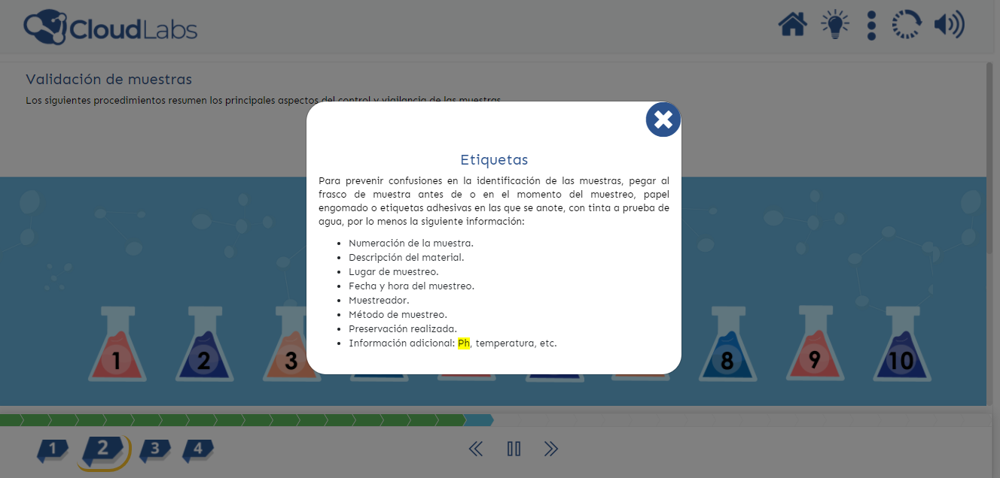 CloudLabs
Validación de muestras
Los siguientes procedimientos resumen los principales aspectos del control y vigilancia de las muestras
Etiquetas
Para prevenir confusiones en la identificación de las muestras, pegar al
frasco de muestra antes de o en el momento del muestreo, papel
engomado o etiquetas adhesivas en las que se anote, con tinta a prueba de
agua, por lo menos la siguiente información:
• Numeración de la muestra.
• Descripción del material.
• Lugar de muestreo.
• Fecha y hora del muestreo.
• Muestreador.
• Método de muestreo.
• Preservación realizada.
• Información adicional: Ph, temperatura, etc.
1 2 3 8 9 10
1 2 3 4